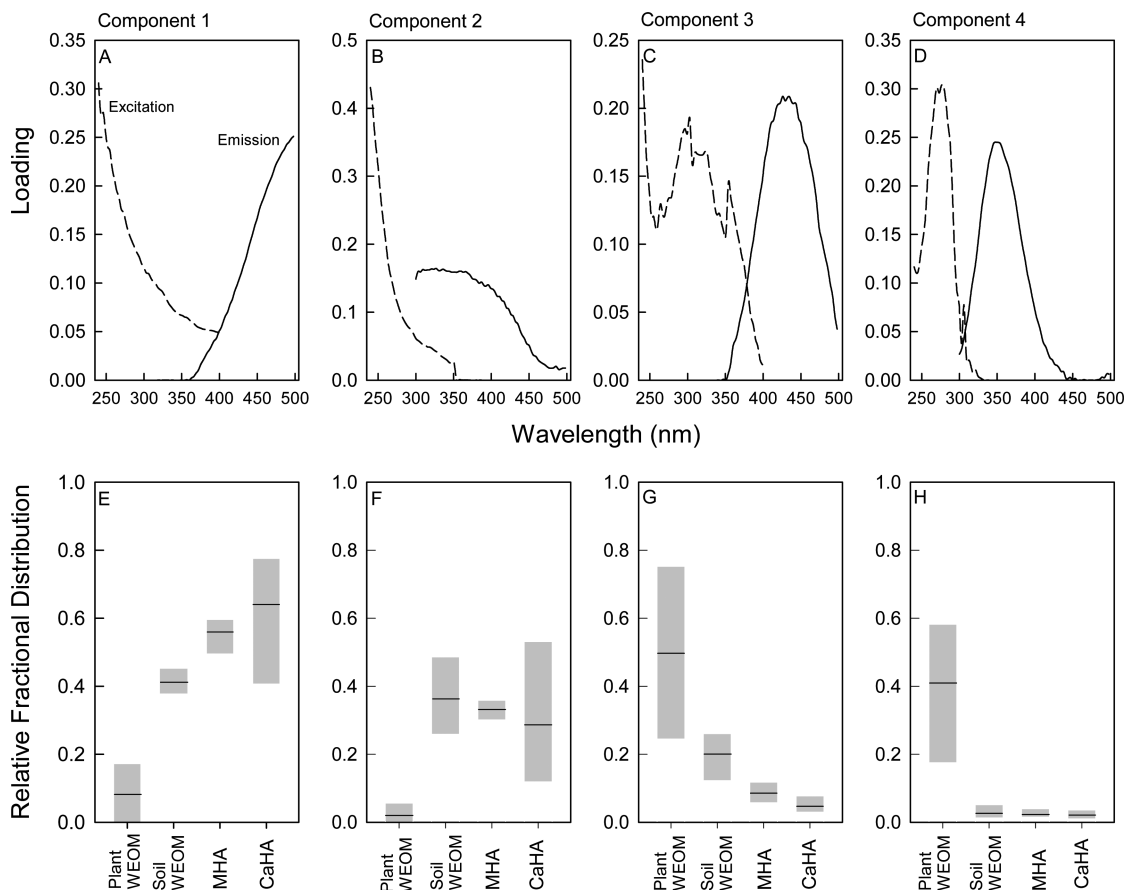 Component 1
Component 2
Component 3
Component 4
Loading
0.35
0.30
0.25
0.20
0.15
0.10
0.05
0.00
A
Excitation
Emission
250 300 350 400 450 500
0.5
0.4
0.3
0.2
0.1
0.0
B
250 300 350 400 450 500
0.25
0.20
0.15
0.10
0.05
0.00
C
250 300 350 400 450 500
0.35
0.30
0.25
0.20
0.15
0.10
0.05
0.00
D
250 300 350 400 450 500
Wavelength (nm)
Relative Fractional Distribution
1.0
0.8
0.6
0.4
0.2
0.0
E
Plant
WEOM
Soil
WEOM
MHA
CaHA
1.0
0.8
0.6
0.4
0.2
0.0
F
Plant
WEOM
Soil
WEOM
MHA
CaHA
1.0
0.8
0.6
0.4
0.2
0.0
G
Plant
WEOM
Soil
WEOM
MHA
CaHA
1.0
0.8
0.6
0.4
0.2
0.0
H
Plant
WEOM
Soil
WEOM
MHA
CaHA